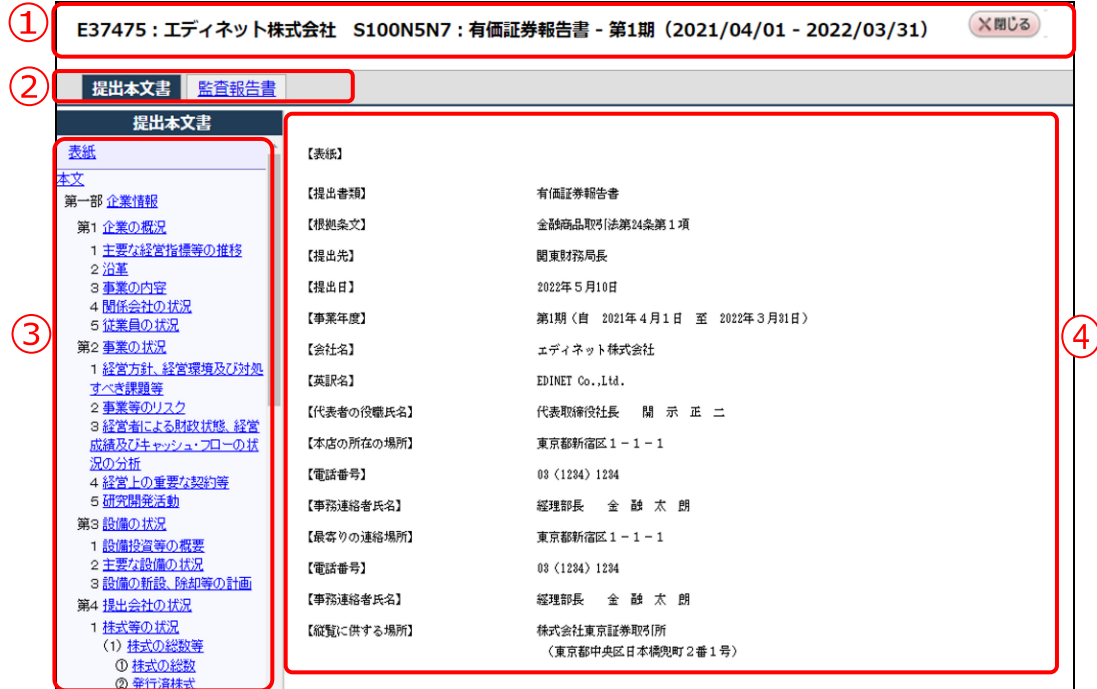 ①
E37475：エディネット株式会社　S100N5N7：有価証券報告書 - 第1期（2021/04/01 - 2022/03/31）
×閉じる
②
提出本文書　監査報告書
提出本文書
③
表紙
本文
第一部 企業情報
第1 企業の概況
1 主要な経営指標等の推移
2 沿革
3 事業の内容
4 関係会社の状況
5 従業員の状況
第2 事業の状況
1 経営方針、経営環境及び対処
すべき課題等
2 事業等のリスク
3 経営者による財政状態、経営
成績及びキャッシュ・フローの状
況の分析
4 経営上の重要な契約等
5 研究開発活動
第3 設備の状況
1 設備投資等の概要
2 主要な設備の状況
3 設備の新設、除却等の計画
第4 提出会社の状況
1 株式等の状況
(1) 株式の総数等
① 株式の総数
② 発行済株式
④
【表紙】
【提出書類】　有価証券報告書
【根拠条文】　金融商品取引法第24条第１項
【提出先】　関東財務局長
【提出日】　2022年５月10日
【事業年度】　第1期（自　2021年４月１日　至　2022年３月31日）
【会社名】　エディネット株式会社
【英訳名】　EDINET Co.,Ltd.
【代表者の役職氏名】　代表取締役社長　開　示　正　二
【本店の所在の場所】　東京都新宿区１－１－１
【電話番号】　03（1234）1234
【事務連絡者氏名】　経理部長　金　融　太　朗
【最寄りの連絡場所】　東京都新宿区１－１－１
【電話番号】　03（1234）1234
【事務連絡者氏名】　経理部長　金　融　太　朗
【縦覧に供する場所】　株式会社東京証券取引所
（東京都中央区日本橋兜町２番１号）